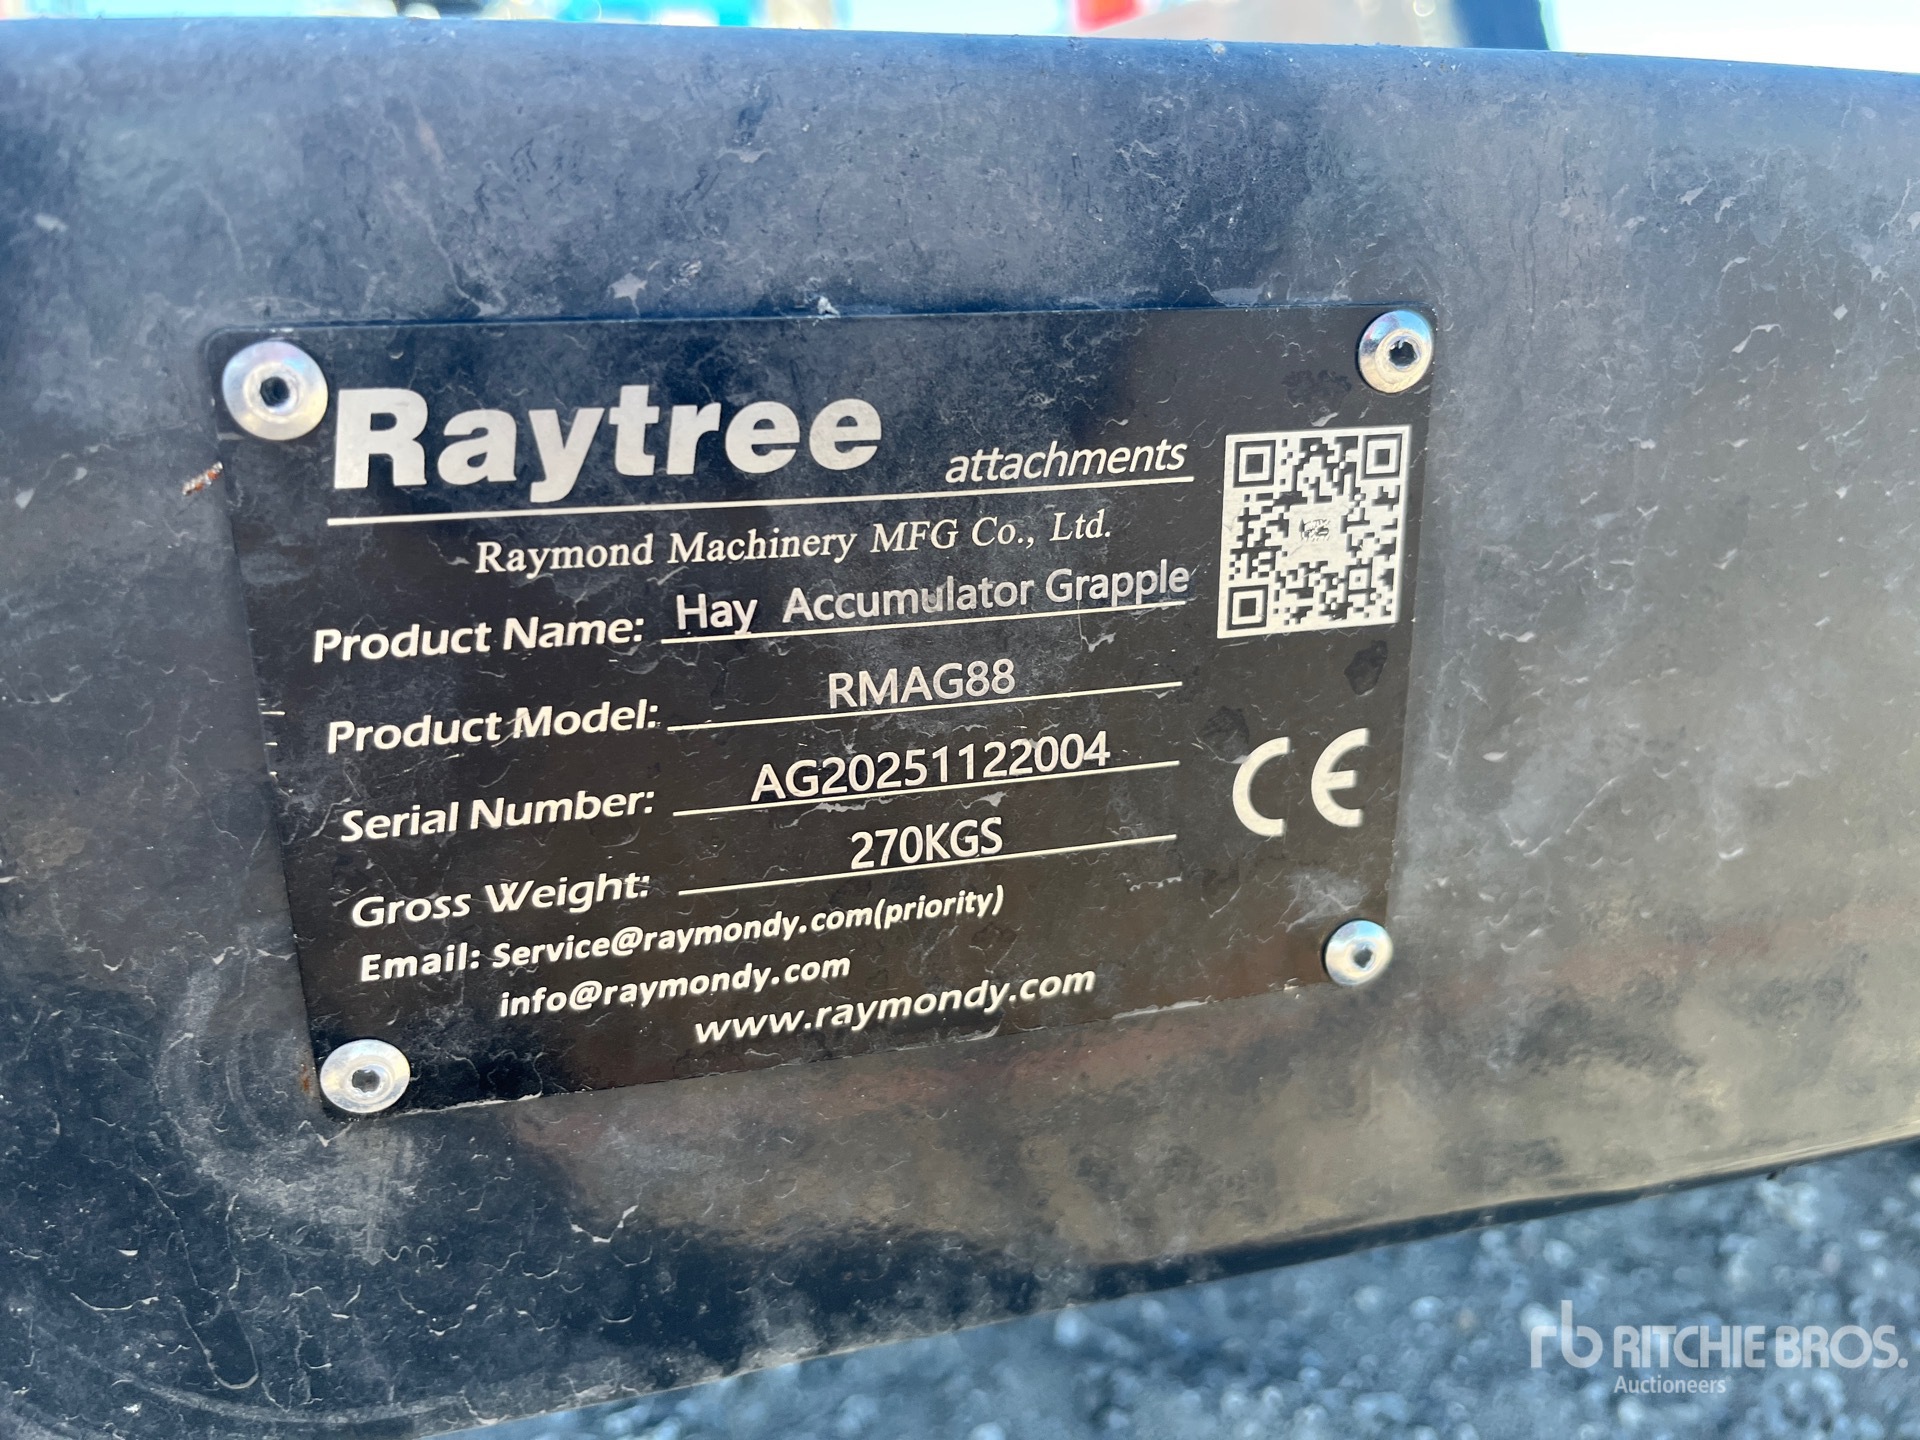 Raytree attachments
Raymond Machinery MFG Co., Ltd.
Product Name: Hay Accumulator Grapple
Product Model: RMAG88
Serial Number: AG20251122004
Gross Weight: 270KGS
Email: Service@raymondy.com(priority)
info@raymondy.com
www.raymondy.com
CE
rb RITCHIE BROS.
Auctioneers